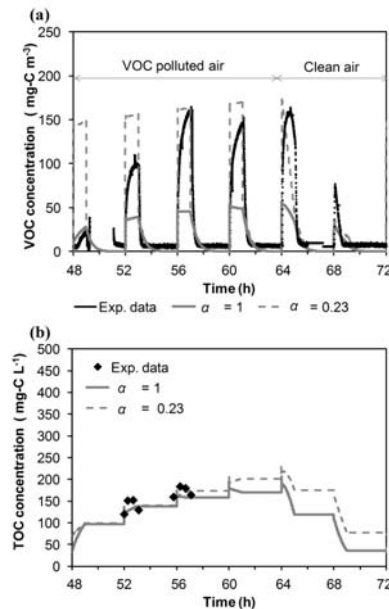 (a)
250
200
150
100
50
0
VOC concentration ( mg-C m⁻³)
VOC polluted air
Clean air
48 52 56 60 64 68 72
Time (h)
Exp. data α = 1 α = 0.23
(b)
500
450
400
350
300
250
200
150
100
50
0
TOC concentration ( mg-C L⁻¹)
Exp. data
α = 1
α = 0.23
48 52 56 60 64 68 72
Time (h)